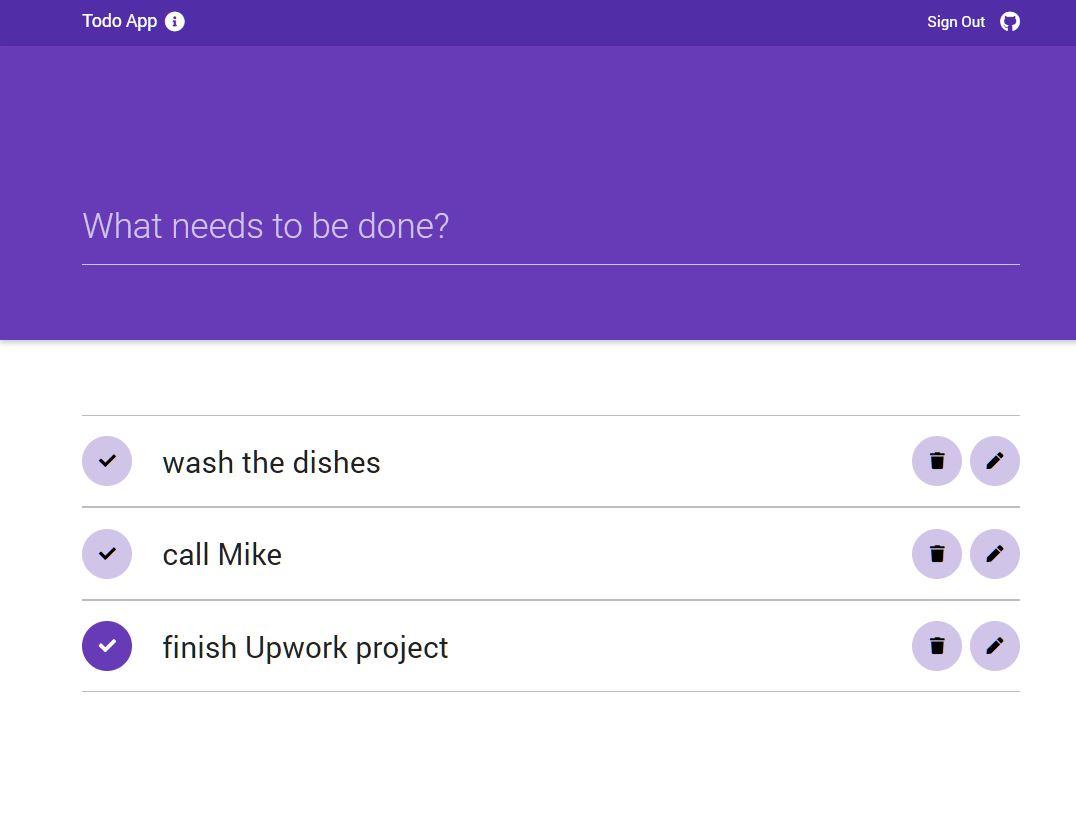 Todo App
Sign Out
What needs to be done?
wash the dishes
call Mike
finish Upwork project